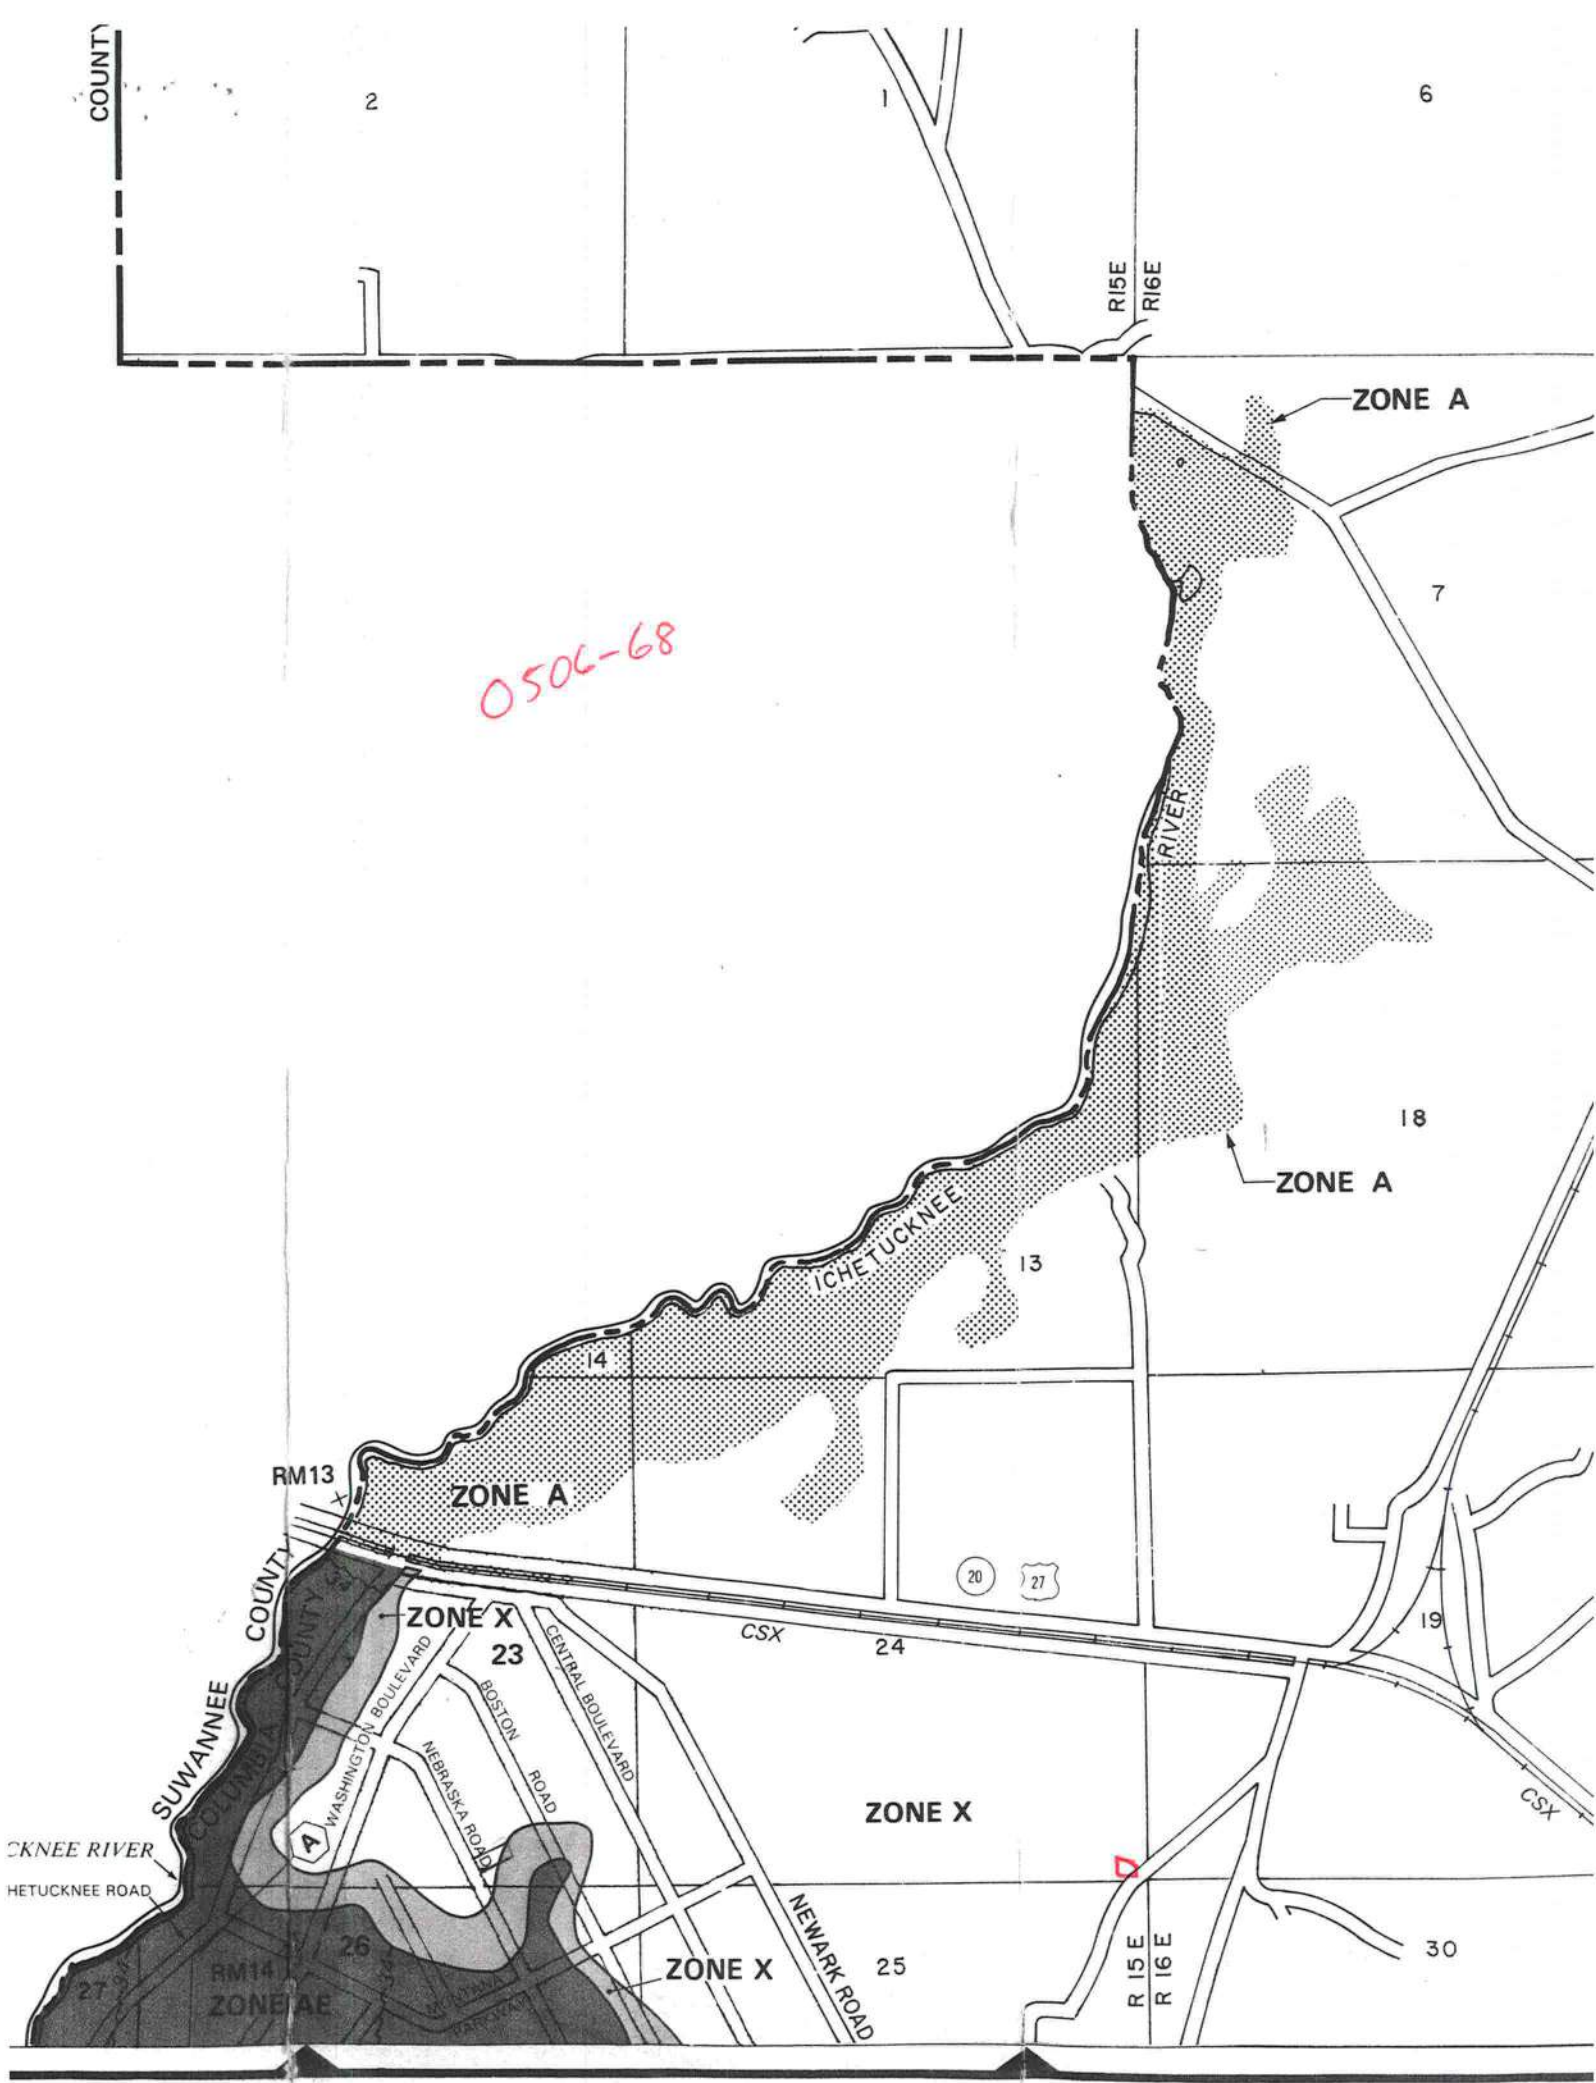 COUNTY
2
1
6
R15E
R16E
ZONE A
7
0506-68
RIVER
18
ZONE A
ICHETUCKNEE
13
14
RM13
ZONE A
20
27
COUNTY
COUNTY
ZONE X
23
CSX
24
19
CENTRAL BOULEVARD
WASHINGTON BOULEVARD
BOSTON
ROAD
NEBRASKA ROAD
SUWANNEE
COLUMBIA
A
ZONE X
CSX
CKNEE RIVER
HETUCKNEE ROAD
NEWARK ROAD
26
25
30
R 15 E
R 16 E
27
RM14
ZONE AE
ZONE X
PARKWAY